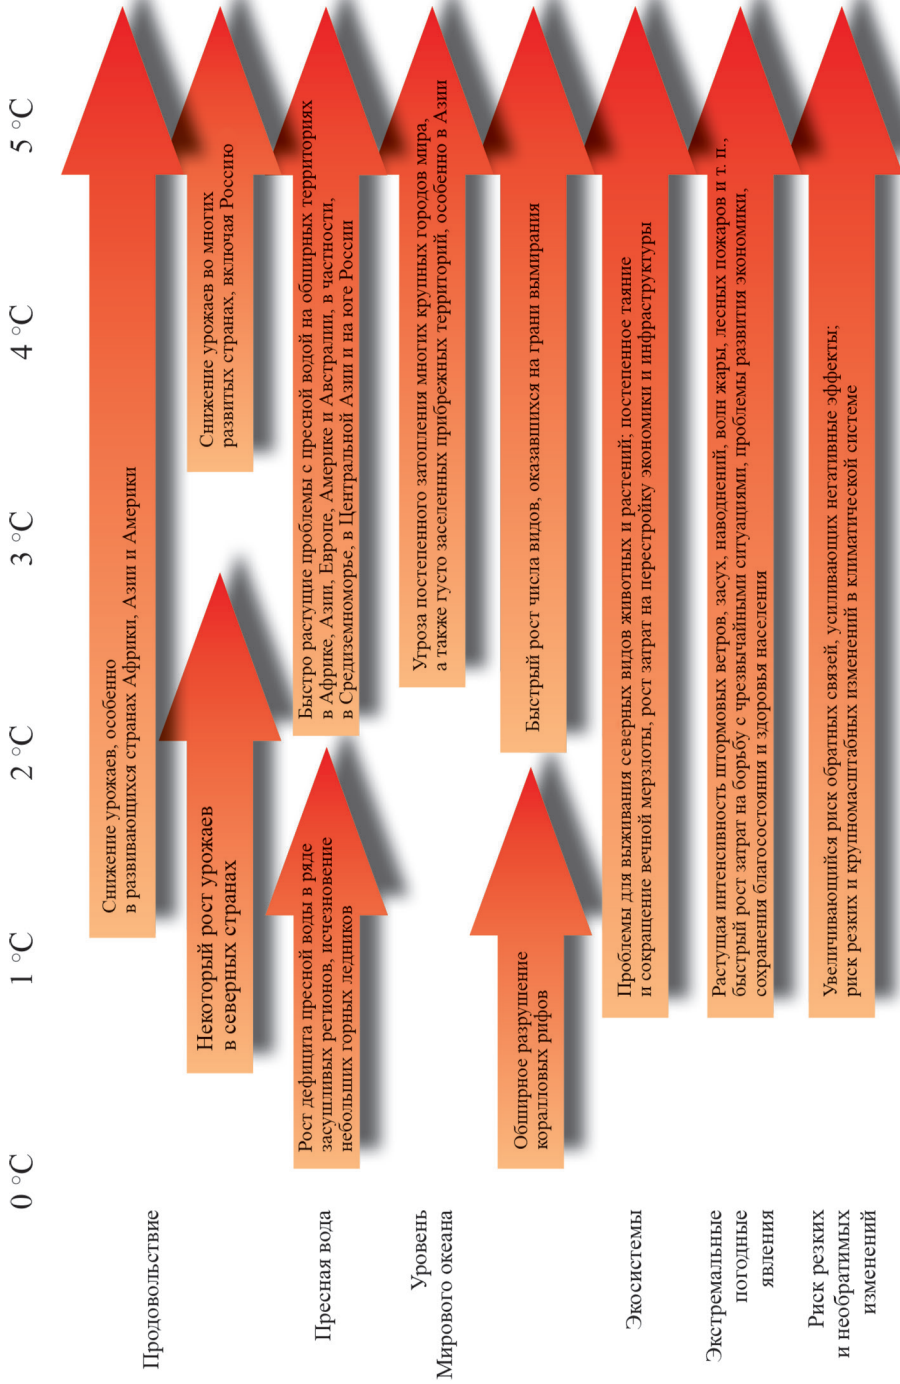 0 °C
1 °C
2 °C
3 °C
4 °C
5 °C
Продовольствие
Снижение урожаев, особенно
в развивающихся странах Африки, Азии и Америки
Некоторый рост урожаев
в северных странах
Снижение урожаев во многих
развитых странах, включая Россию
Пресная вода
Рост дефицита пресной воды в ряде
засушливых регионов, исчезновение
небольших горных ледников
Быстро растущие проблемы с пресной водой на обширных территориях
в Африке, Азии, Европе, Америке и Австралии, в частности,
в Средиземноморье, в Центральной Азии и на юге России
Уровень
Мирового океана
Угроза постепенного затопления многих крупных городов мира,
а также густо заселенных прибрежных территорий, особенно в Азии
Обширное разрушение
коралловых рифов
Быстрый рост числа видов, оказавшихся на грани вымирания
Экосистемы
Проблемы для выживания северных видов животных и растений; постепенное таяние
и сокращение вечной мерзлоты, рост затрат на перестройку экономики и инфраструктуры
Экстремальные
погодные
явления
Растущая интенсивность штормовых ветров, засух, наводнений, волн жары, лесных пожаров и т. п.,
быстрый рост затрат на борьбу с чрезвычайными ситуациями, проблемы развития экономики,
сохранения благосостояния и здоровья населения
Риск резких
и необратимых
изменений
Увеличивающийся риск обратных связей, усиливающих негативные эффекты;
риск резких и крупномасштабных изменений в климатической системе